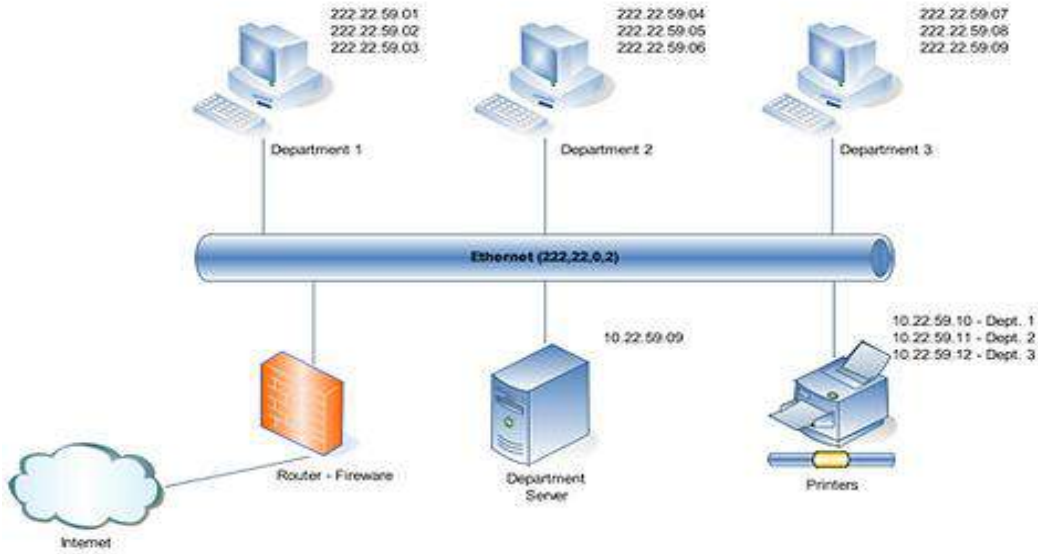 222.22.59.01
222.22.59.02
222.22.59.03
222.22.59.04
222.22.59.05
222.22.59.06
222.22.59.07
222.22.59.08
222.22.59.09
Department 1
Department 2
Department 3
Ethernet (222,22,0,2)
10.22.59.09
10.22.59.10 - Dept. 1
10.22.59.11 - Dept. 2
10.22.59.12 - Dept. 3
Router - Fireware
Department
Server
Printers
Internet